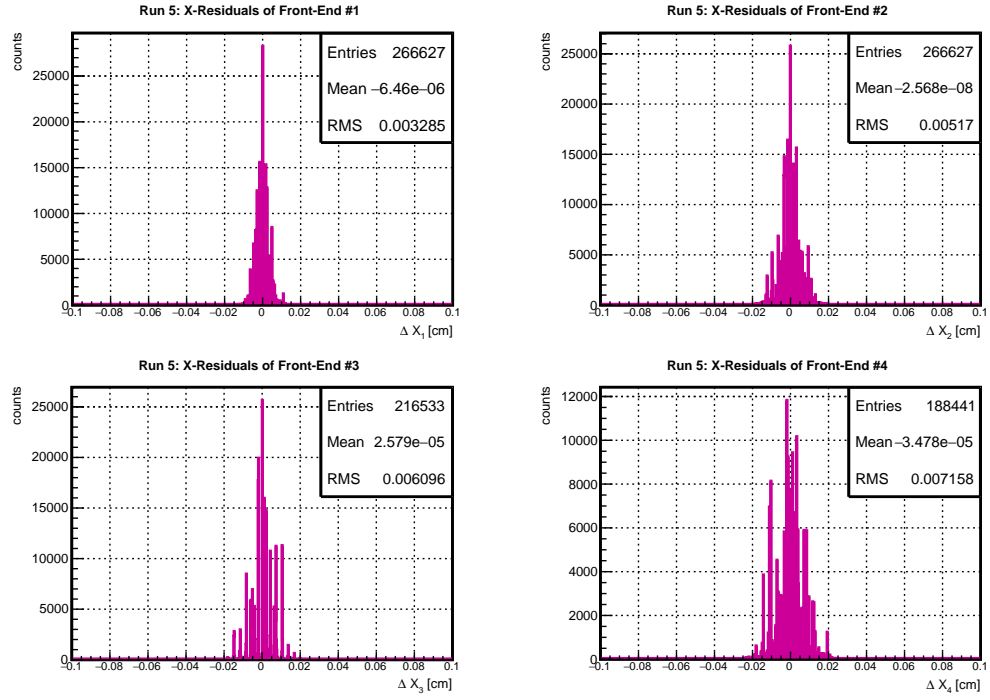 Run 5: X-Residuals of Front-End #1
counts
Entries 266627
Mean −6.46e−06
RMS 0.003285
25000
20000
15000
10000
5000
0
−0.1 −0.08 −0.06 −0.04 −0.02 0 0.02 0.04 0.06 0.08 0.1
Δ X1 [cm]
Run 5: X-Residuals of Front-End #2
counts
Entries 266627
Mean −2.568e−08
RMS 0.00517
25000
20000
15000
10000
5000
0
−0.1 −0.08 −0.06 −0.04 −0.02 0 0.02 0.04 0.06 0.08 0.1
Δ X2 [cm]
Run 5: X-Residuals of Front-End #3
counts
Entries 216533
Mean 2.579e−05
RMS 0.006096
25000
20000
15000
10000
5000
0
−0.1 −0.08 −0.06 −0.04 −0.02 0 0.02 0.04 0.06 0.08 0.1
Δ X3 [cm]
Run 5: X-Residuals of Front-End #4
counts
Entries 188441
Mean −3.478e−05
RMS 0.007158
12000
10000
8000
6000
4000
2000
0
−0.1 −0.08 −0.06 −0.04 −0.02 0 0.02 0.04 0.06 0.08 0.1
Δ X4 [cm]